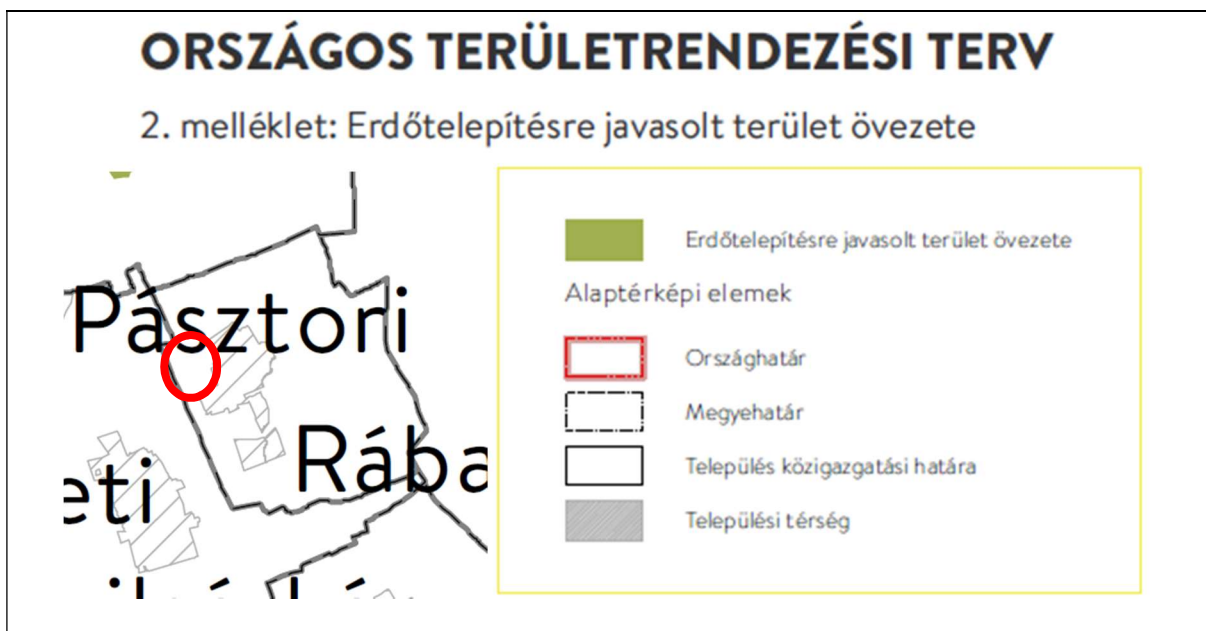 ORSZÁGOS TERÜLETRENDEZÉSI TERV
2. melléklet: Erdőtelepítésre javasolt terület övezete
Pásztori
Rába
eti
Erdőtelepítésre javasolt terület övezete
Alaptérképi elemek
Országhatár
Megyehatár
Település közigazgatási határa
Települési térség